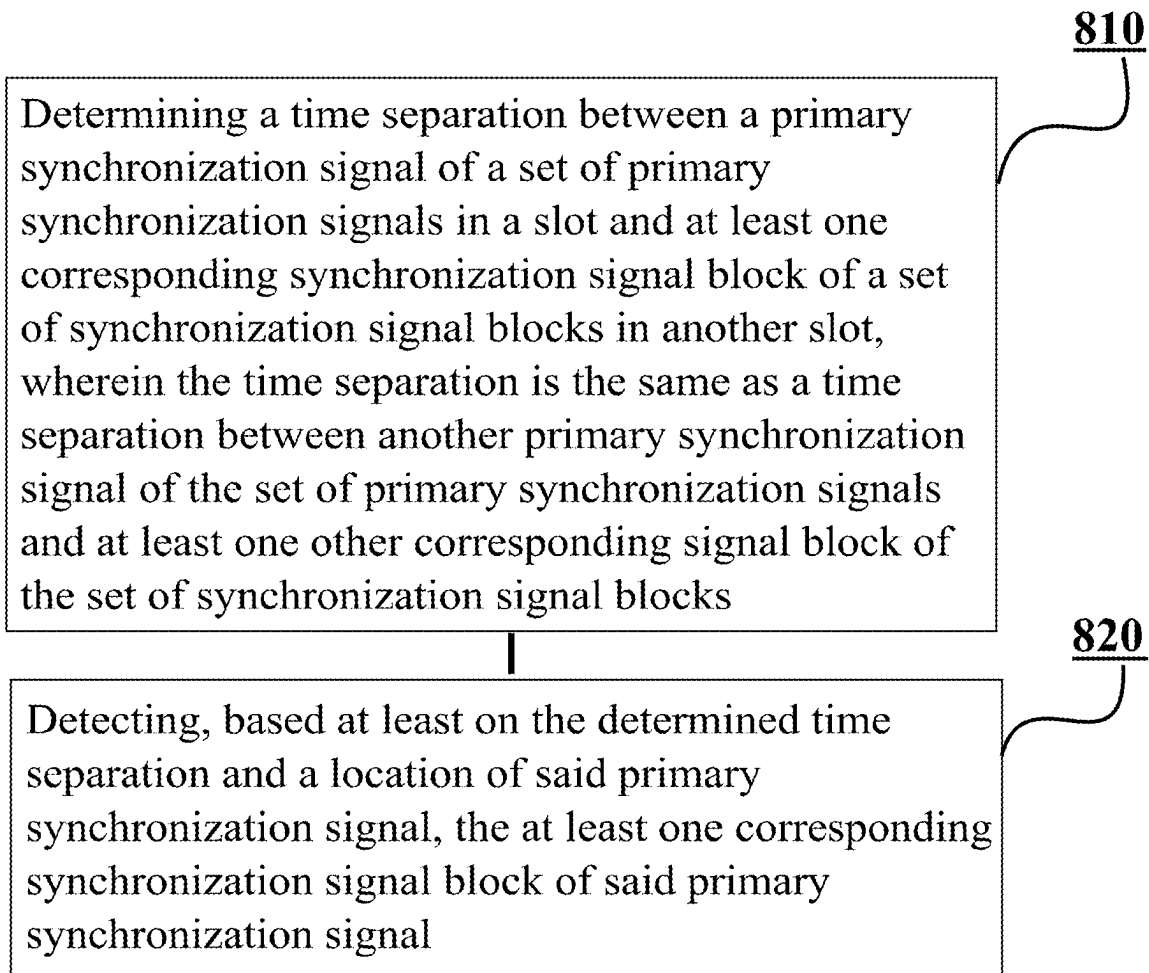 810
Determining a time separation between a primary
synchronization signal of a set of primary
synchronization signals in a slot and at least one
corresponding synchronization signal block of a set
of synchronization signal blocks in another slot,
wherein the time separation is the same as a time
separation between another primary synchronization
signal of the set of primary synchronization signals
and at least one other corresponding signal block of
the set of synchronization signal blocks
820
Detecting, based at least on the determined time
separation and a location of said primary
synchronization signal, the at least one corresponding
synchronization signal block of said primary
synchronization signal